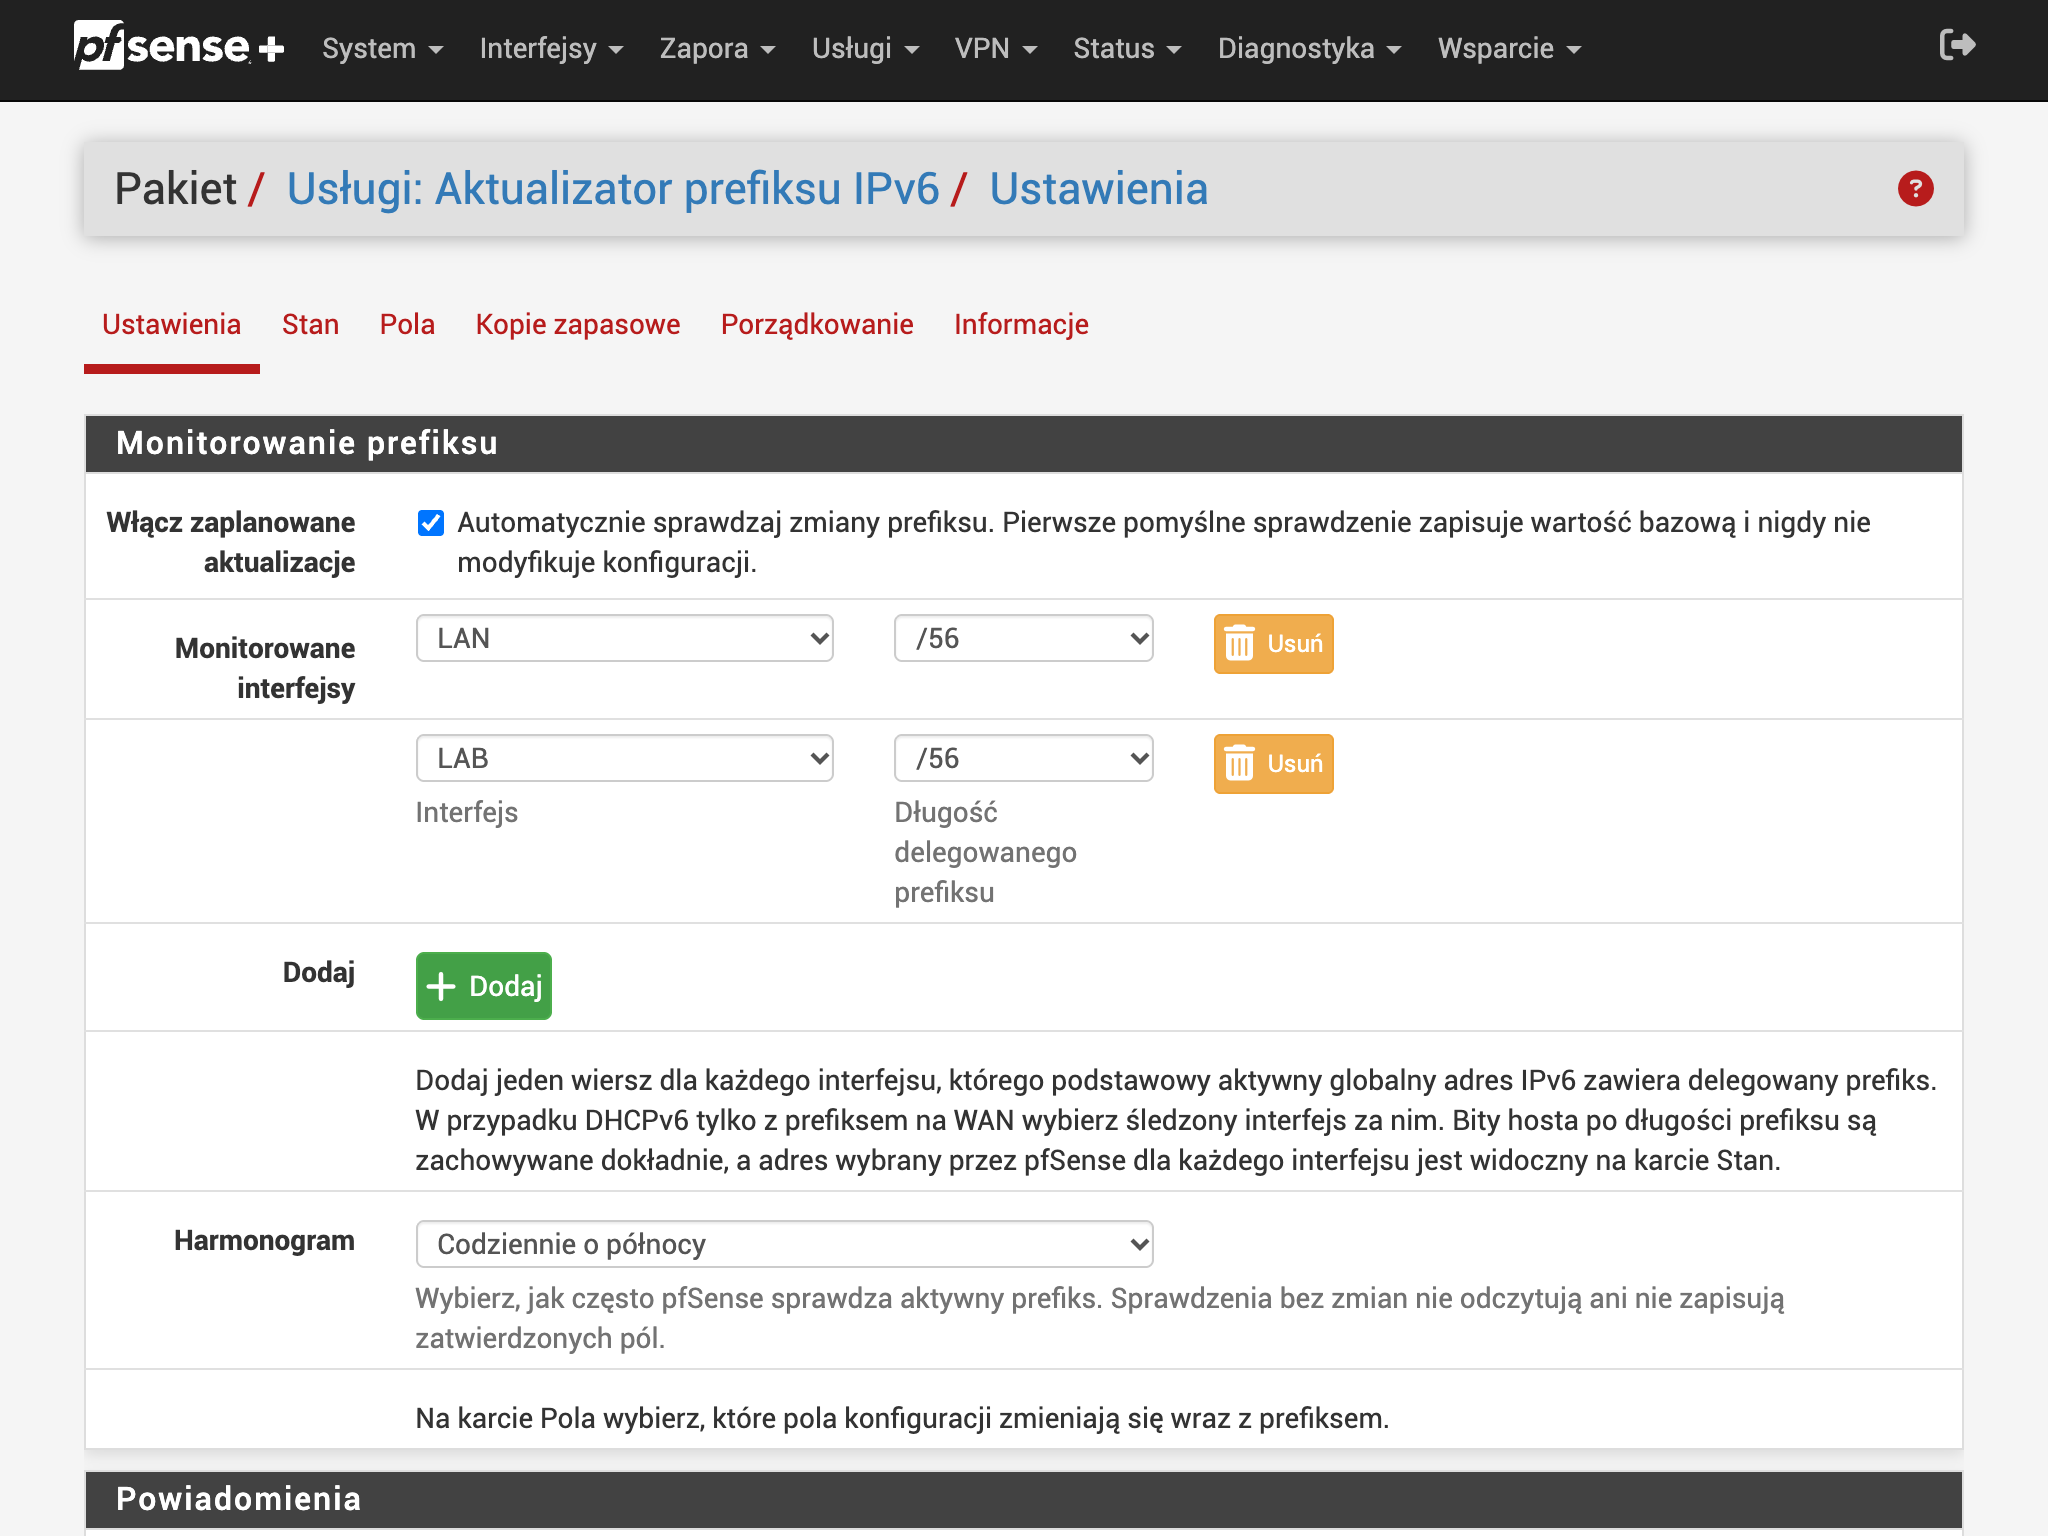 pfsense+ System Interfejsy Zapora Usługi VPN Status Diagnostyka Wsparcie
Pakiet / Usługi: Aktualizator prefiksu IPv6 / Ustawienia ?
Ustawienia Stan Pola Kopie zapasowe Porządkowanie Informacje
Monitorowanie prefiksu
Włącz zaplanowane aktualizacje
Automatycznie sprawdzaj zmiany prefiksu. Pierwsze pomyślne sprawdzenie zapisuje wartość bazową i nigdy nie
modyfikuje konfiguracji.
Monitorowane interfejsy
LAN /56 Usuń
LAB /56 Usuń
Interfejs
Długość
delegowanego
prefiksu
Dodaj
+ Dodaj
Dodaj jeden wiersz dla każdego interfejsu, którego podstawowy aktywny globalny adres IPv6 zawiera delegowany prefiks.
W przypadku DHCPv6 tylko z prefiksem na WAN wybierz śledzony interfejs za nim. Bity hosta po długości prefiksu są
zachowywane dokładnie, a adres wybrany przez pfSense dla każdego interfejsu jest widoczny na karcie Stan.
Harmonogram
Codziennie o północy
Wybierz, jak często pfSense sprawdza aktywny prefiks. Sprawdzenia bez zmian nie odczytują ani nie zapisują
zatwierdzonych pól.
Na karcie Pola wybierz, które pola konfiguracji zmieniają się wraz z prefiksem.
Powiadomienia